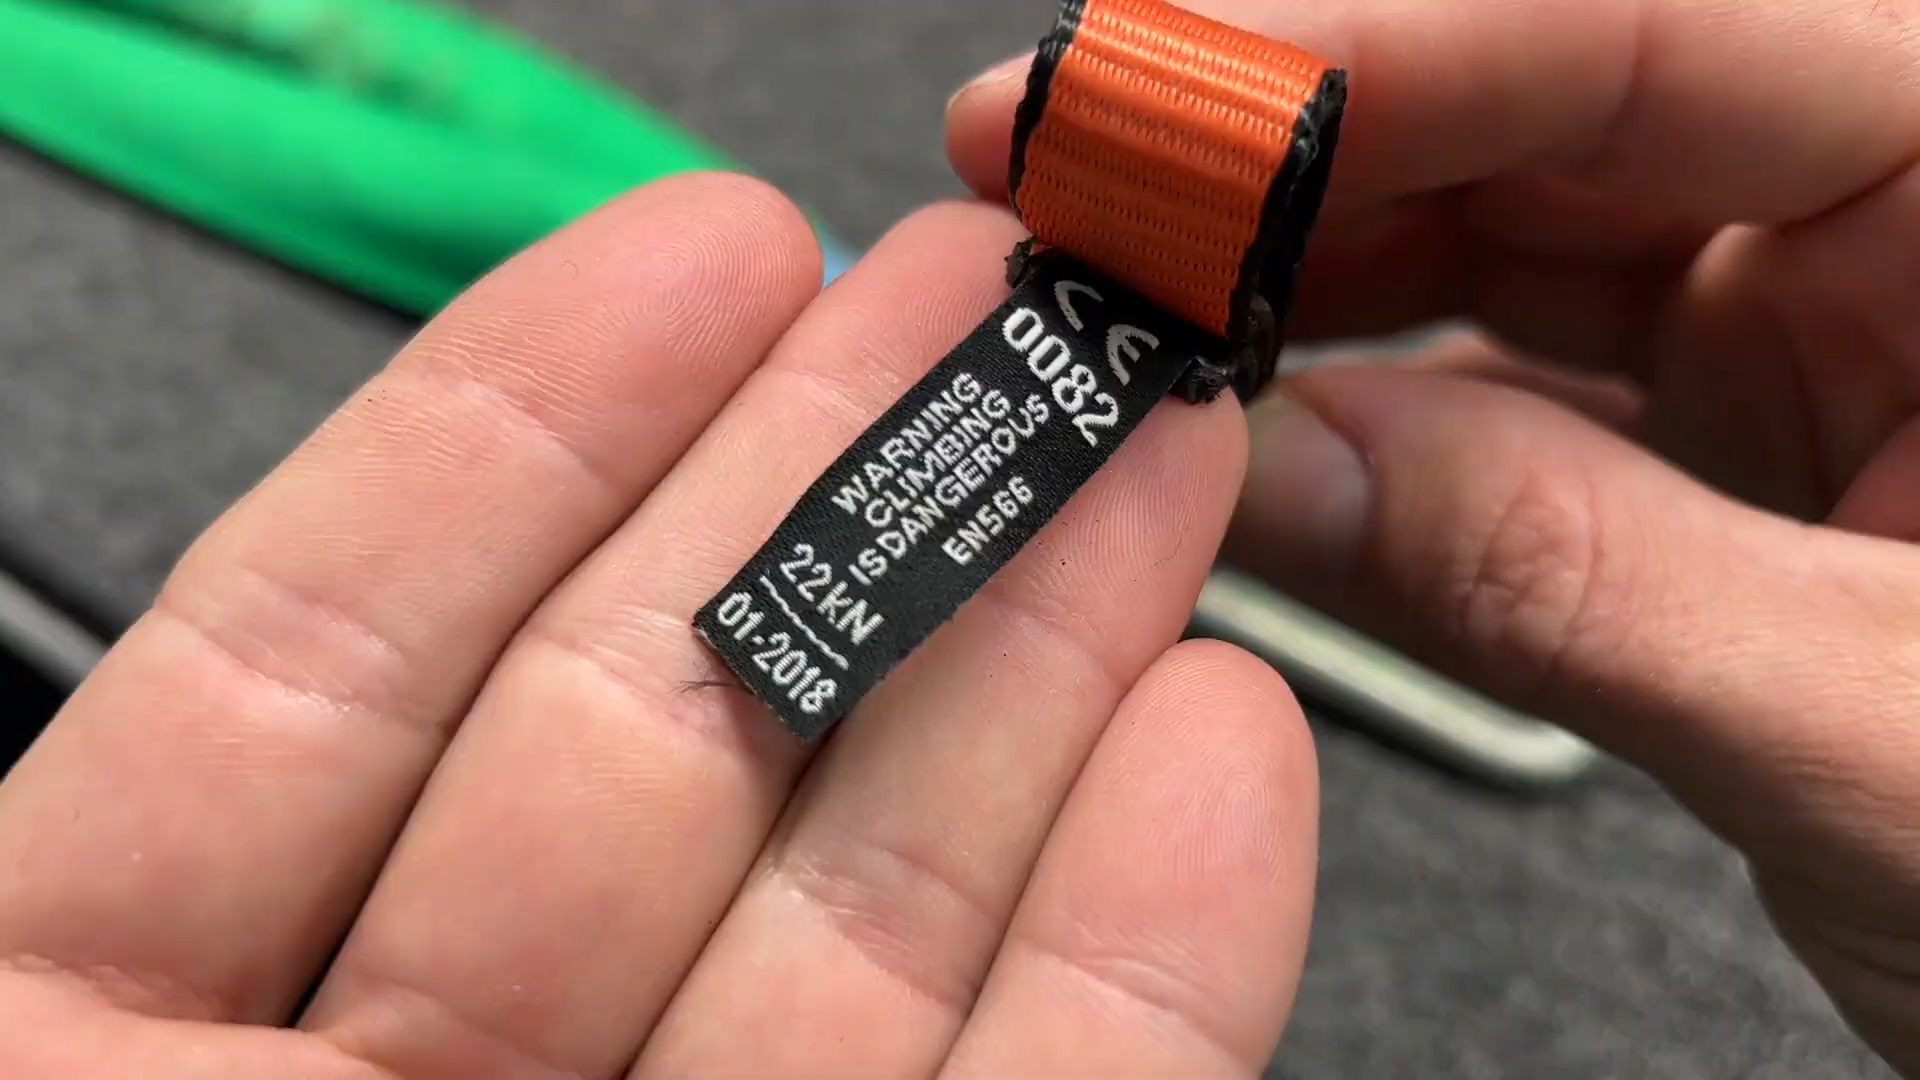 CE
0082
WARNING
CLIMBING
IS DANGEROUS
EN566
22kN
01-2018